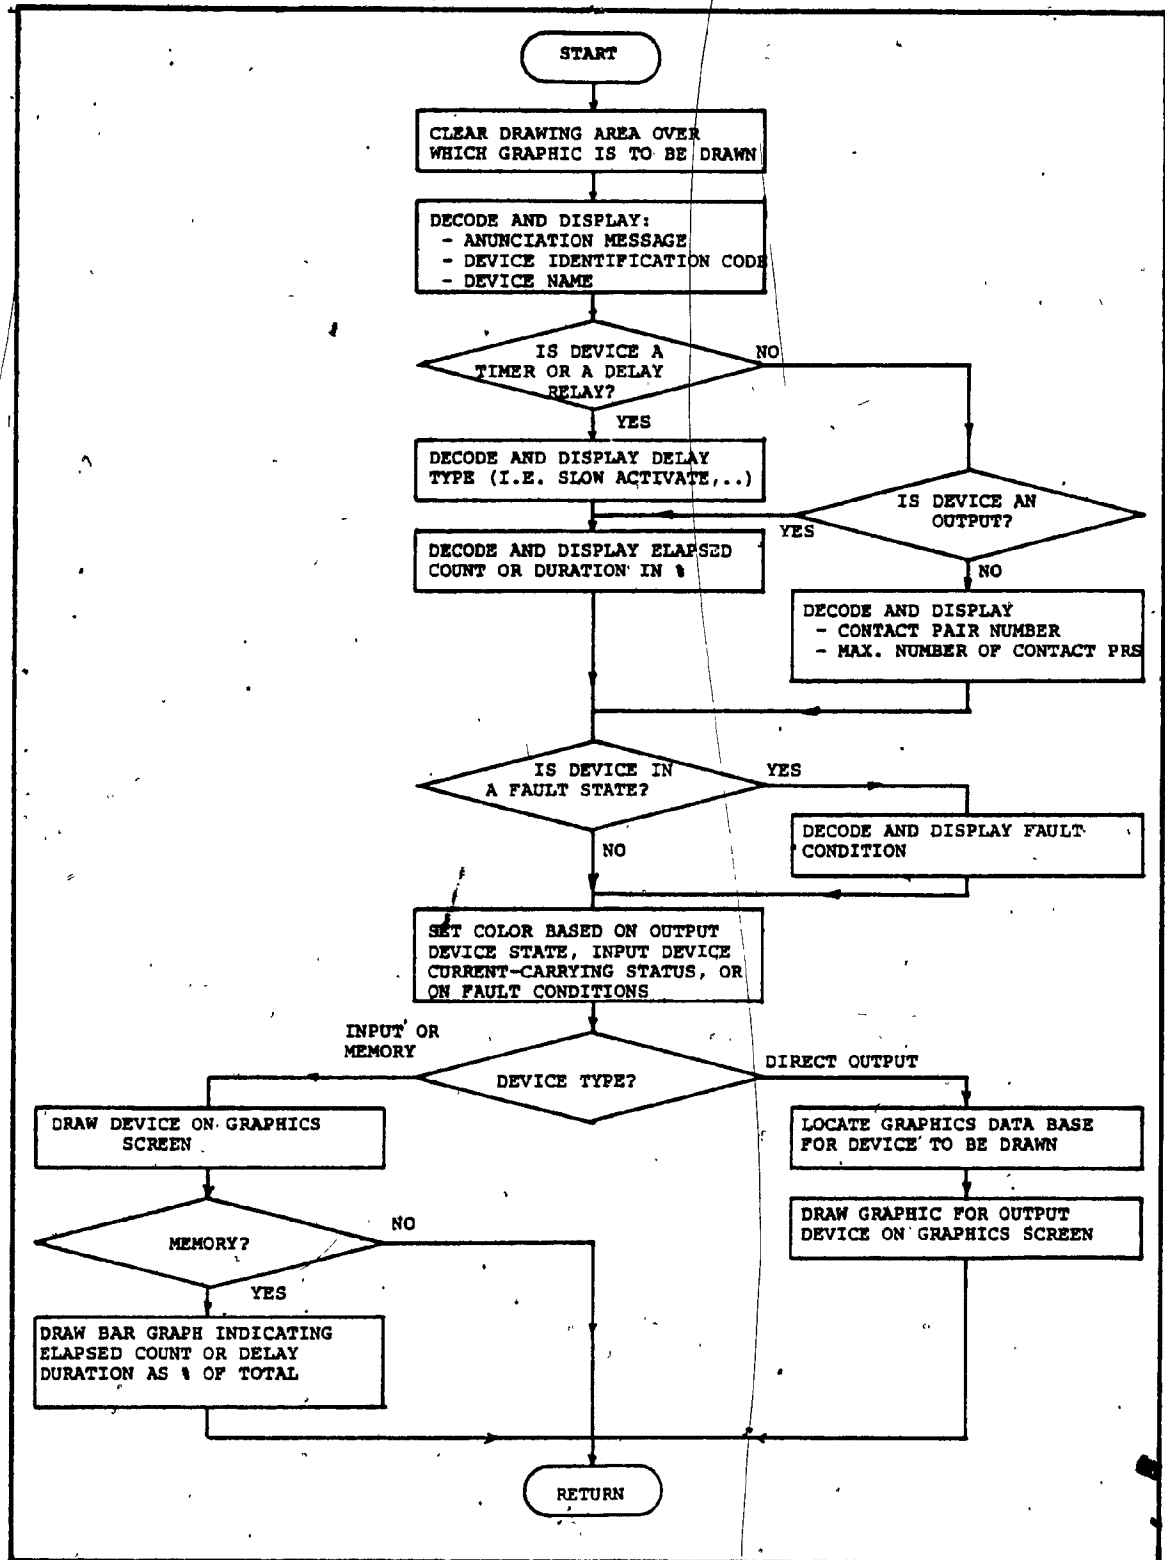 START
CLEAR DRAWING AREA OVER
WHICH GRAPHIC IS TO BE DRAWN
DECODE AND DISPLAY:
- ANUNCIATION MESSAGE
- DEVICE IDENTIFICATION CODE
- DEVICE NAME
IS DEVICE A
TIMER OR A DELAY
RELAY?
NO
YES
DECODE AND DISPLAY DELAY
TYPE (I.E. SLOW ACTIVATE,..)
IS DEVICE AN
OUTPUT?
YES
NO
DECODE AND DISPLAY ELAPSED
COUNT OR DURATION IN %
DECODE AND DISPLAY
- CONTACT PAIR NUMBER
- MAX. NUMBER OF CONTACT PRS
IS DEVICE IN
A FAULT STATE?
YES
NO
DECODE AND DISPLAY FAULT
CONDITION
SET COLOR BASED ON OUTPUT
DEVICE STATE, INPUT DEVICE
CURRENT-CARRYING STATUS, OR
ON FAULT CONDITIONS
INPUT OR
MEMORY
DEVICE TYPE?
DIRECT OUTPUT
DRAW DEVICE ON GRAPHICS
SCREEN
LOCATE GRAPHICS DATA BASE
FOR DEVICE TO BE DRAWN
MEMORY?
NO
YES
DRAW GRAPHIC FOR OUTPUT
DEVICE ON GRAPHICS SCREEN
DRAW BAR GRAPH INDICATING
ELAPSED COUNT OR DELAY
DURATION AS % OF TOTAL
RETURN